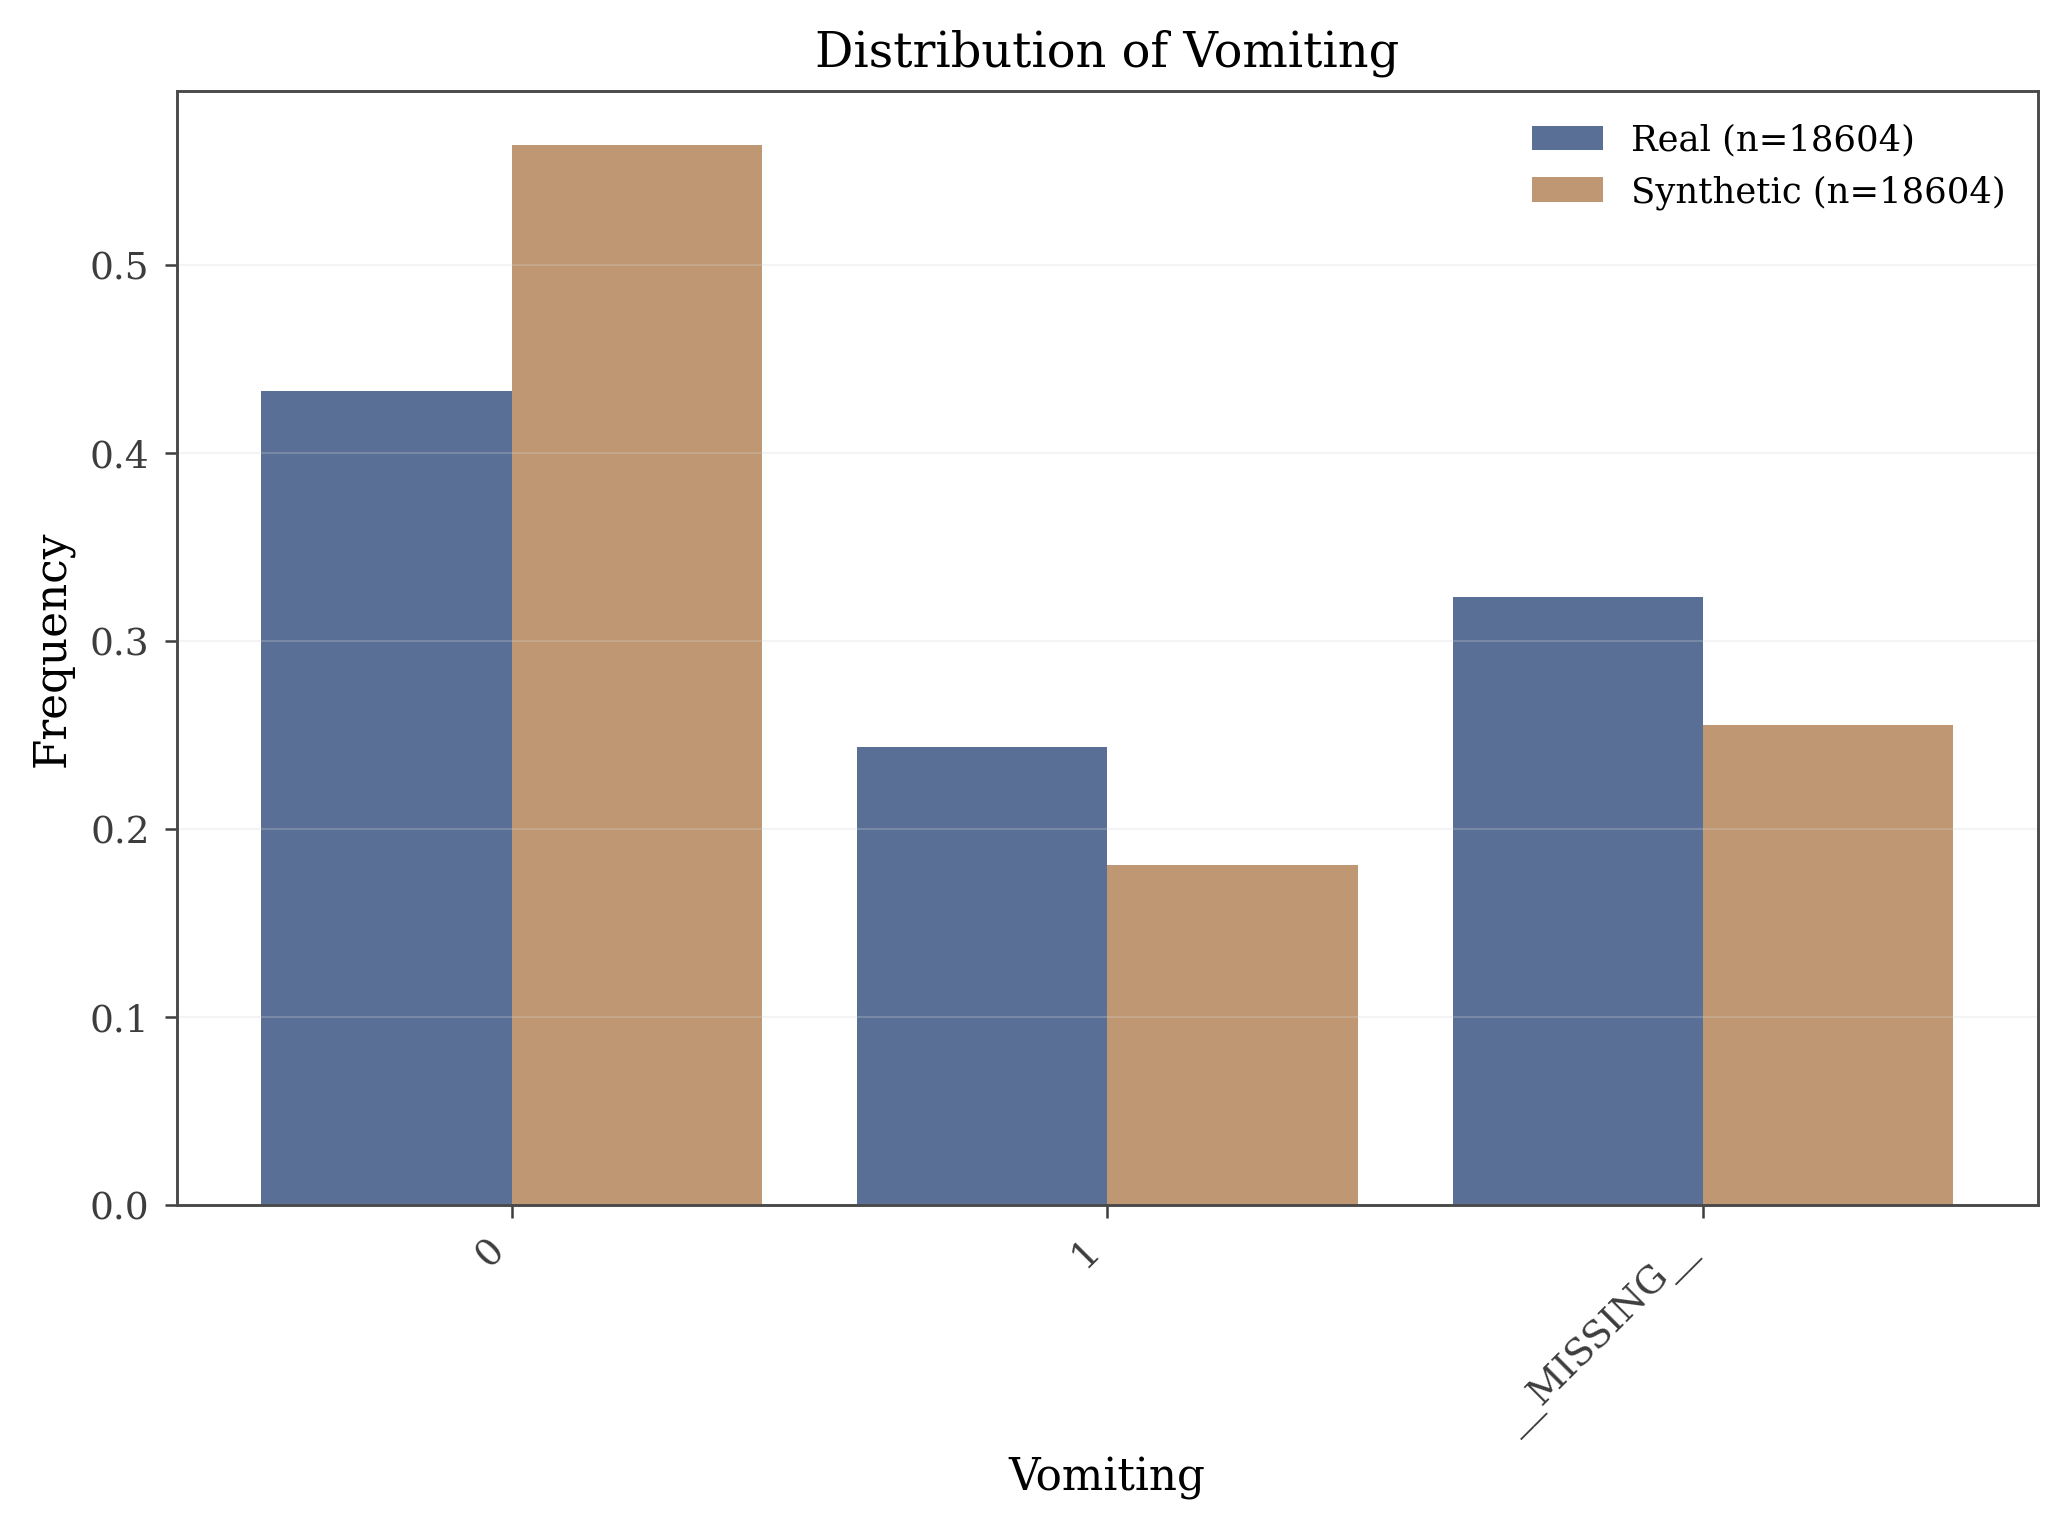 Distribution of Vomiting
Real (n=18604)
Synthetic (n=18604)
Frequency
0.5
0.4
0.3
0.2
0.1
0.0
0
1
__MISSING__
Vomiting